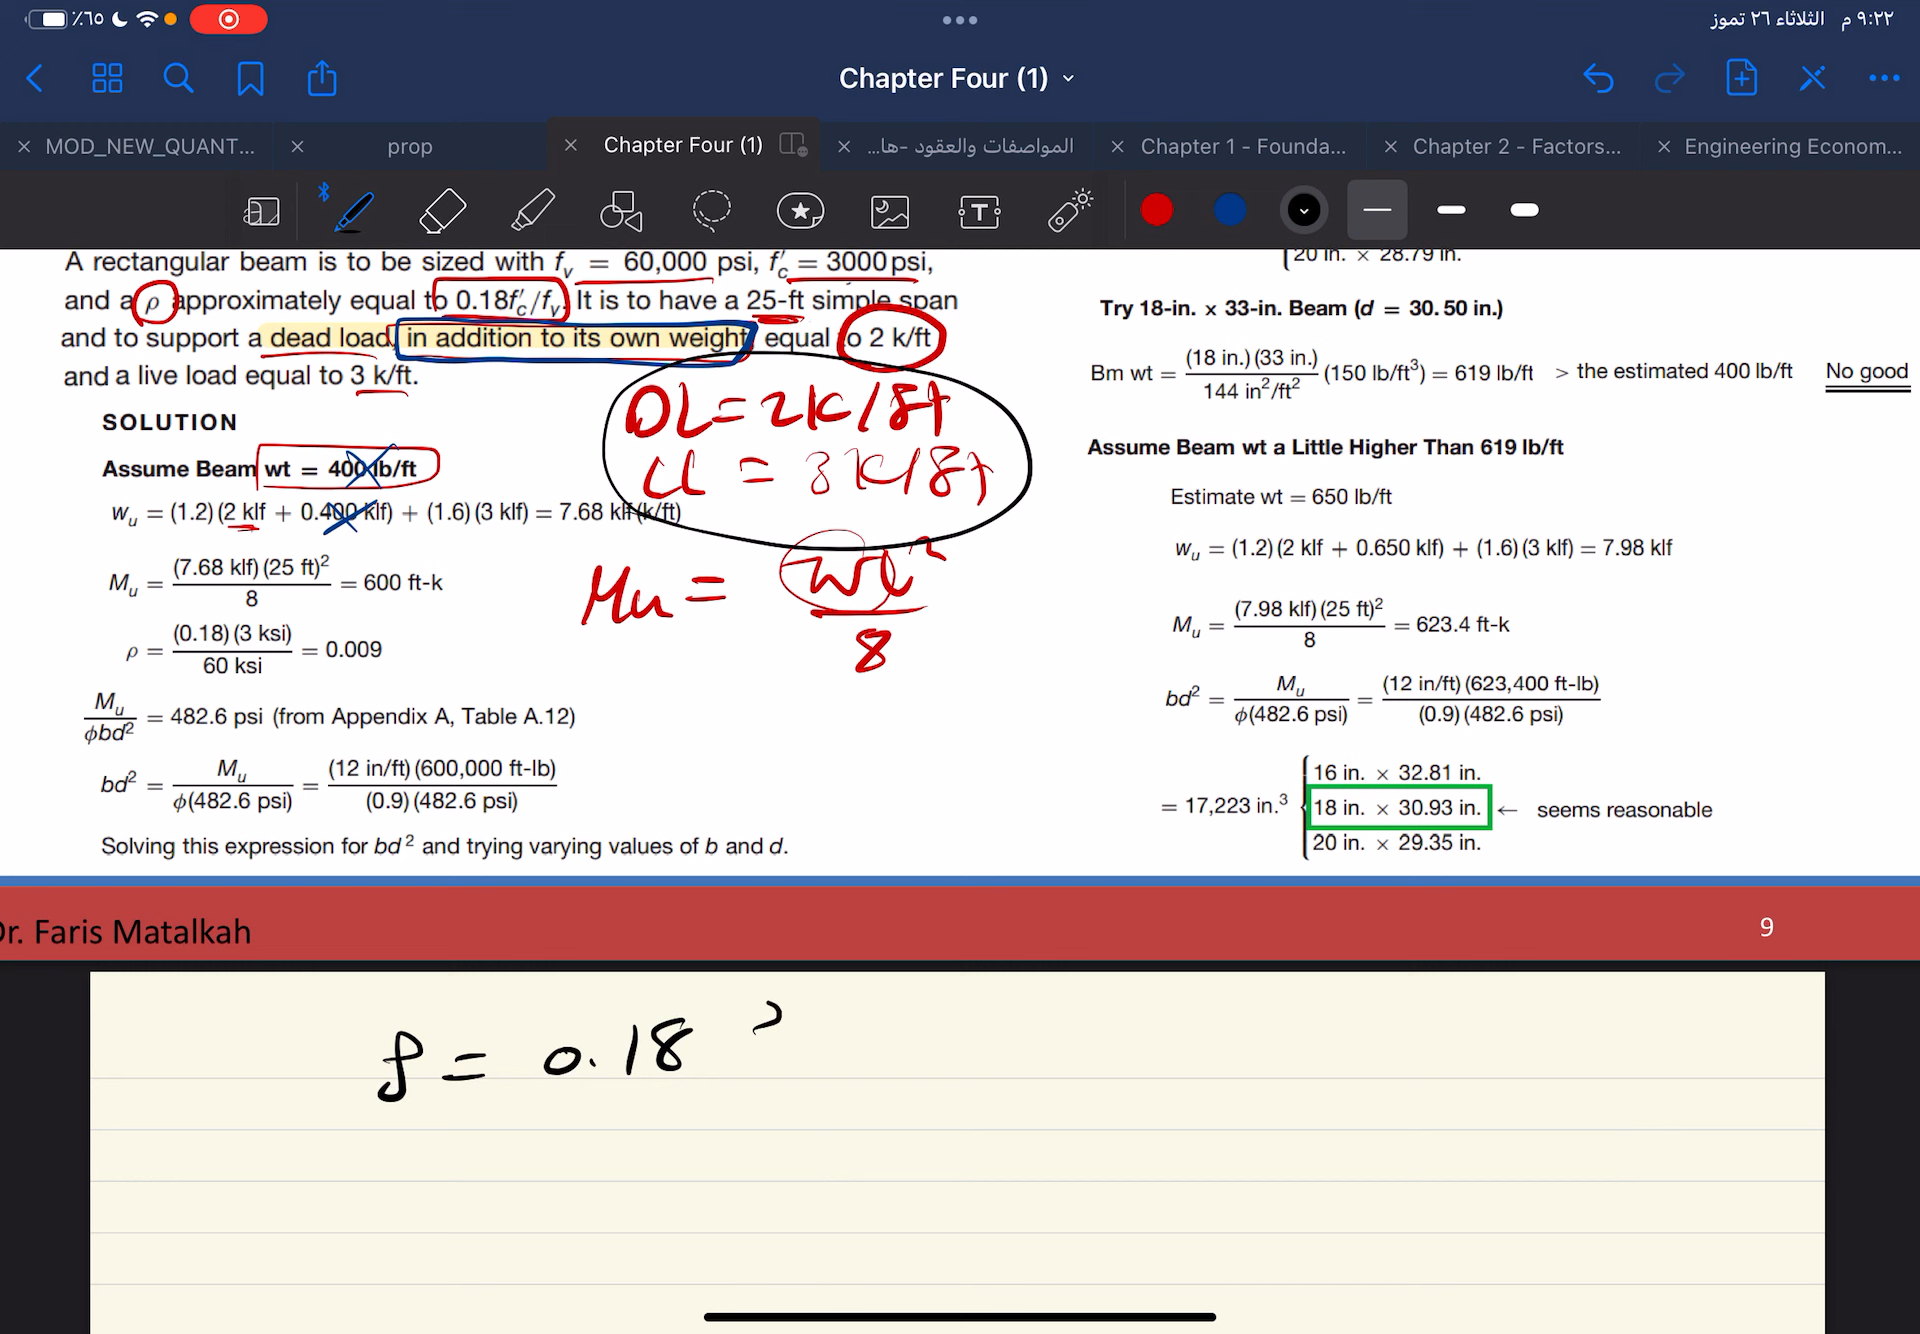 ٪٦٥
٩:٢٢ م الثلاثاء ٢٦ تموز
Chapter Four (1)
MOD_NEW_QUANT...
prop
Chapter Four (1)
المواصفات والعقود -ها...
Chapter 1 - Founda...
Chapter 2 - Factors...
Engineering Econom...
A rectangular beam is to be sized with f_y = 60,000 psi, f'_c = 3000 psi,
and a ρ approximately equal to 0.18f'_c/f_y. It is to have a 25-ft simple span
and to support a dead load, in addition to its own weight, equal to 2 k/ft
and a live load equal to 3 k/ft.
DL = 2k/ft
LL = 3k/ft
SOLUTION
Assume Beam wt = 400 lb/ft
w_u = (1.2)(2 klf + 0.400 klf) + (1.6)(3 klf) = 7.68 klf (k/ft)
M_u = (7.68 klf)(25 ft)² / 8 = 600 ft-k
Mu = wl² / 8
ρ = (0.18)(3 ksi) / 60 ksi = 0.009
M_u / ϕbd² = 482.6 psi (from Appendix A, Table A.12)
bd² = M_u / ϕ(482.6 psi) = (12 in/ft)(600,000 ft-lb) / (0.9)(482.6 psi)
Solving this expression for bd² and trying varying values of b and d.
20 in. × 28.79 in.
Try 18-in. × 33-in. Beam (d = 30.50 in.)
Bm wt = (18 in.)(33 in.) / 144 in²/ft² (150 lb/ft³) = 619 lb/ft > the estimated 400 lb/ft No good
Assume Beam wt a Little Higher Than 619 lb/ft
Estimate wt = 650 lb/ft
w_u = (1.2)(2 klf + 0.650 klf) + (1.6)(3 klf) = 7.98 klf
M_u = (7.98 klf)(25 ft)² / 8 = 623.4 ft-k
bd² = M_u / ϕ(482.6 psi) = (12 in/ft)(623,400 ft-lb) / (0.9)(482.6 psi)
16 in. × 32.81 in.
= 17,223 in.³ 18 in. × 30.93 in. ← seems reasonable
20 in. × 29.35 in.
Dr. Faris Matalkah
9
ρ = 0.18